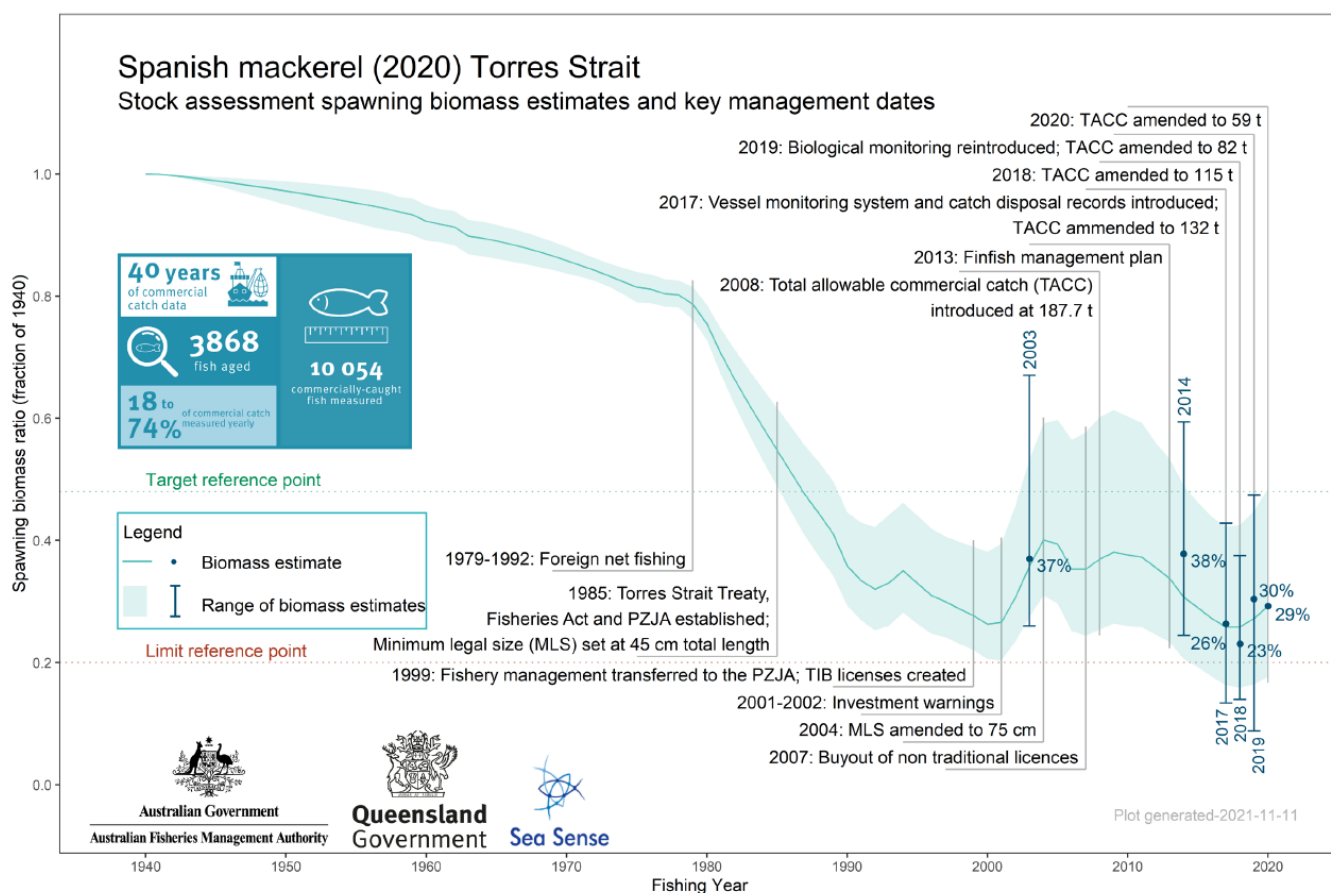 Spanish mackerel (2020) Torres Strait
Stock assessment spawning biomass estimates and key management dates
2020: TACC amended to 59 t
2019: Biological monitoring reintroduced; TACC amended to 82 t
2018: TACC amended to 115 t
2017: Vessel monitoring system and catch disposal records introduced;
TACC ammended to 132 t
2013: Finfish management plan
2008: Total allowable commercial catch (TACC)
introduced at 187.7 t
1.0
0.8
0.6
0.4
0.2
0.0
Spawning biomass ratio (fraction of 1940)
40 years
of commercial
catch data
3868
fish aged
18 to
74%
of commercial catch
measured yearly
10 054
commercially-caught
fish measured
Target reference point
Legend
Biomass estimate
Range of biomass estimates
Limit reference point
2003
37%
2014
38%
26%
2017
23%
2018
30%
2019
29%
1979-1992: Foreign net fishing
1985: Torres Strait Treaty,
Fisheries Act and PZJA established;
Minimum legal size (MLS) set at 45 cm total length
1999: Fishery management transferred to the PZJA; TIB licenses created
2001-2002: Investment warnings
2004: MLS amended to 75 cm
2007: Buyout of non traditional licences
Australian Government
Australian Fisheries Management Authority
Queensland
Government
Sea Sense
Plot generated-2021-11-11
1940
1950
1960
1970
1980
1990
2000
2010
2020
Fishing Year